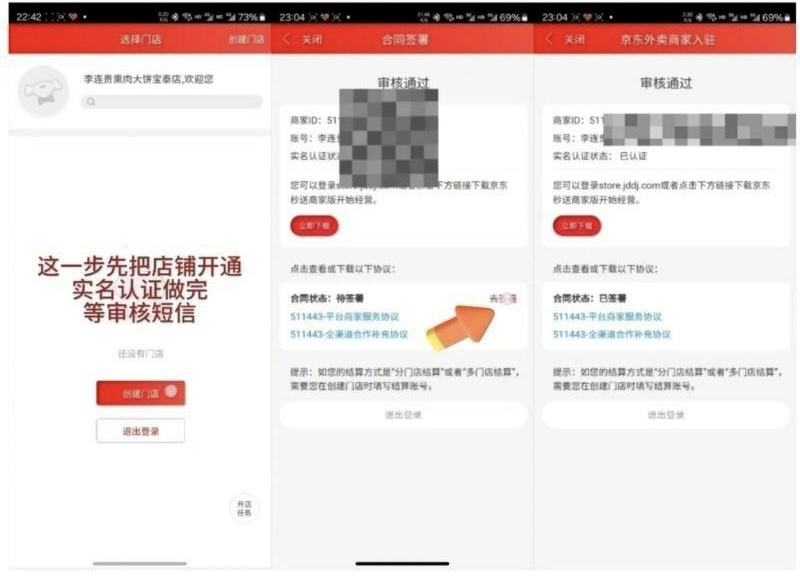 22:42
73%
选择门店
创建门店
李连贵熏肉大饼宝泰店,欢迎您
这一步先把店铺开通
实名认证做完
等审核短信
还没有门店
创建门店
退出登录
开店
任务
23:04
69%
关闭
合同签署
审核通过
商家ID: 511
账号: 李连贵
实名认证状态
您可以登录store.jddj.com或者点击下方链接下载京东
秒送商家版开始经营。
立即下载
点击查看或下载以下协议:
合同状态: 待签署
去签署
511443-平台商家服务协议
511443-全渠道合作补充协议
提示: 如您的结算方式是“分门店结算”或者“多门店结算”,
需要您在创建门店时填写结算账号。
退出登录
23:04
69%
关闭
京东外卖商家入驻
审核通过
商家ID: 511
账号: 李连
实名认证状态: 已认证
您可以登录store.jddj.com或者点击下方链接下载京东
秒送商家版开始经营。
立即下载
点击查看或下载以下协议:
合同状态: 已签署
511443-平台商家服务协议
511443-全渠道合作补充协议
提示: 如您的结算方式是“分门店结算”或者“多门店结算”,
需要您在创建门店时填写结算账号。
退出登录